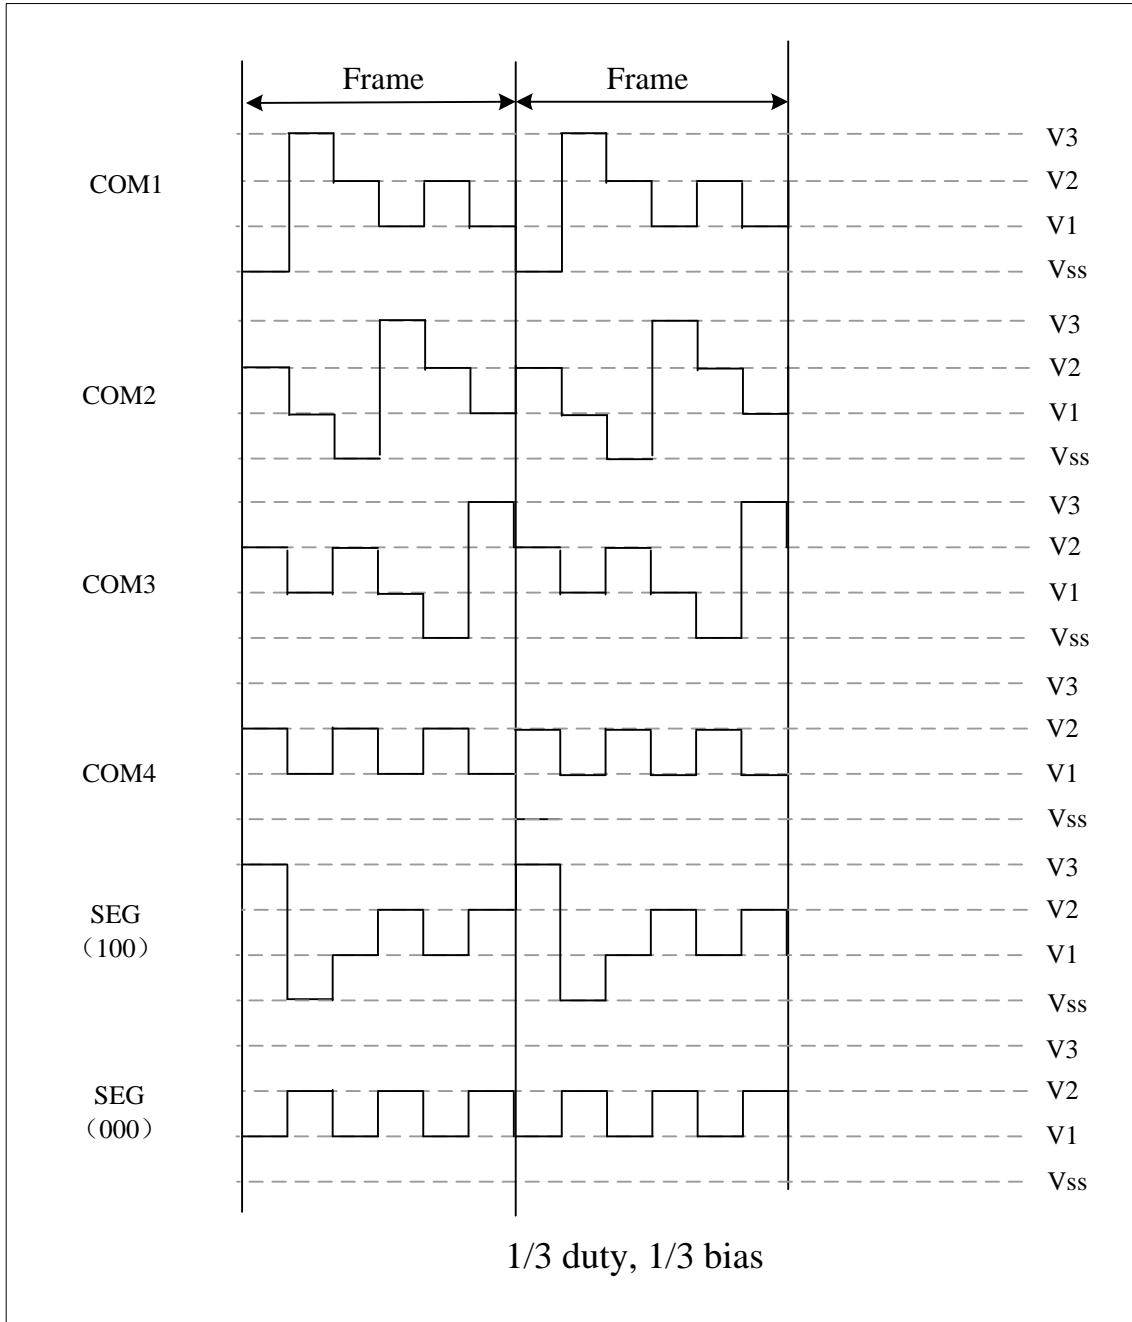 Frame
Frame
COM1
V3
V2
V1
Vss
COM2
V3
V2
V1
Vss
COM3
V3
V2
V1
Vss
COM4
V3
V2
V1
Vss
SEG
（100）
V3
V2
V1
Vss
SEG
（000）
V3
V2
V1
Vss
1/3 duty, 1/3 bias